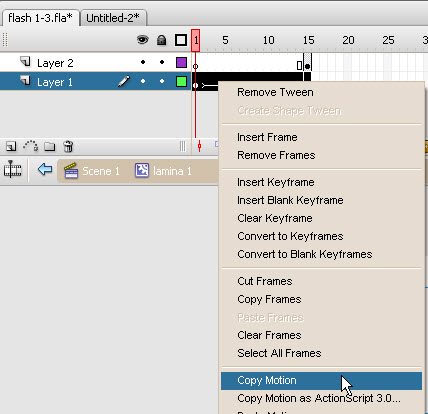 flash 1-3.fla* Untitled-2*
1 5 10 15 20 25 30
Layer 2
Layer 1
Scene 1 lamina 1
Remove Tween
Create Shape Tween
Insert Frame
Remove Frames
Insert Keyframe
Insert Blank Keyframe
Clear Keyframe
Convert to Keyframes
Convert to Blank Keyframes
Cut Frames
Copy Frames
Paste Frames
Clear Frames
Select All Frames
Copy Motion
Copy Motion as ActionScript 3.0...